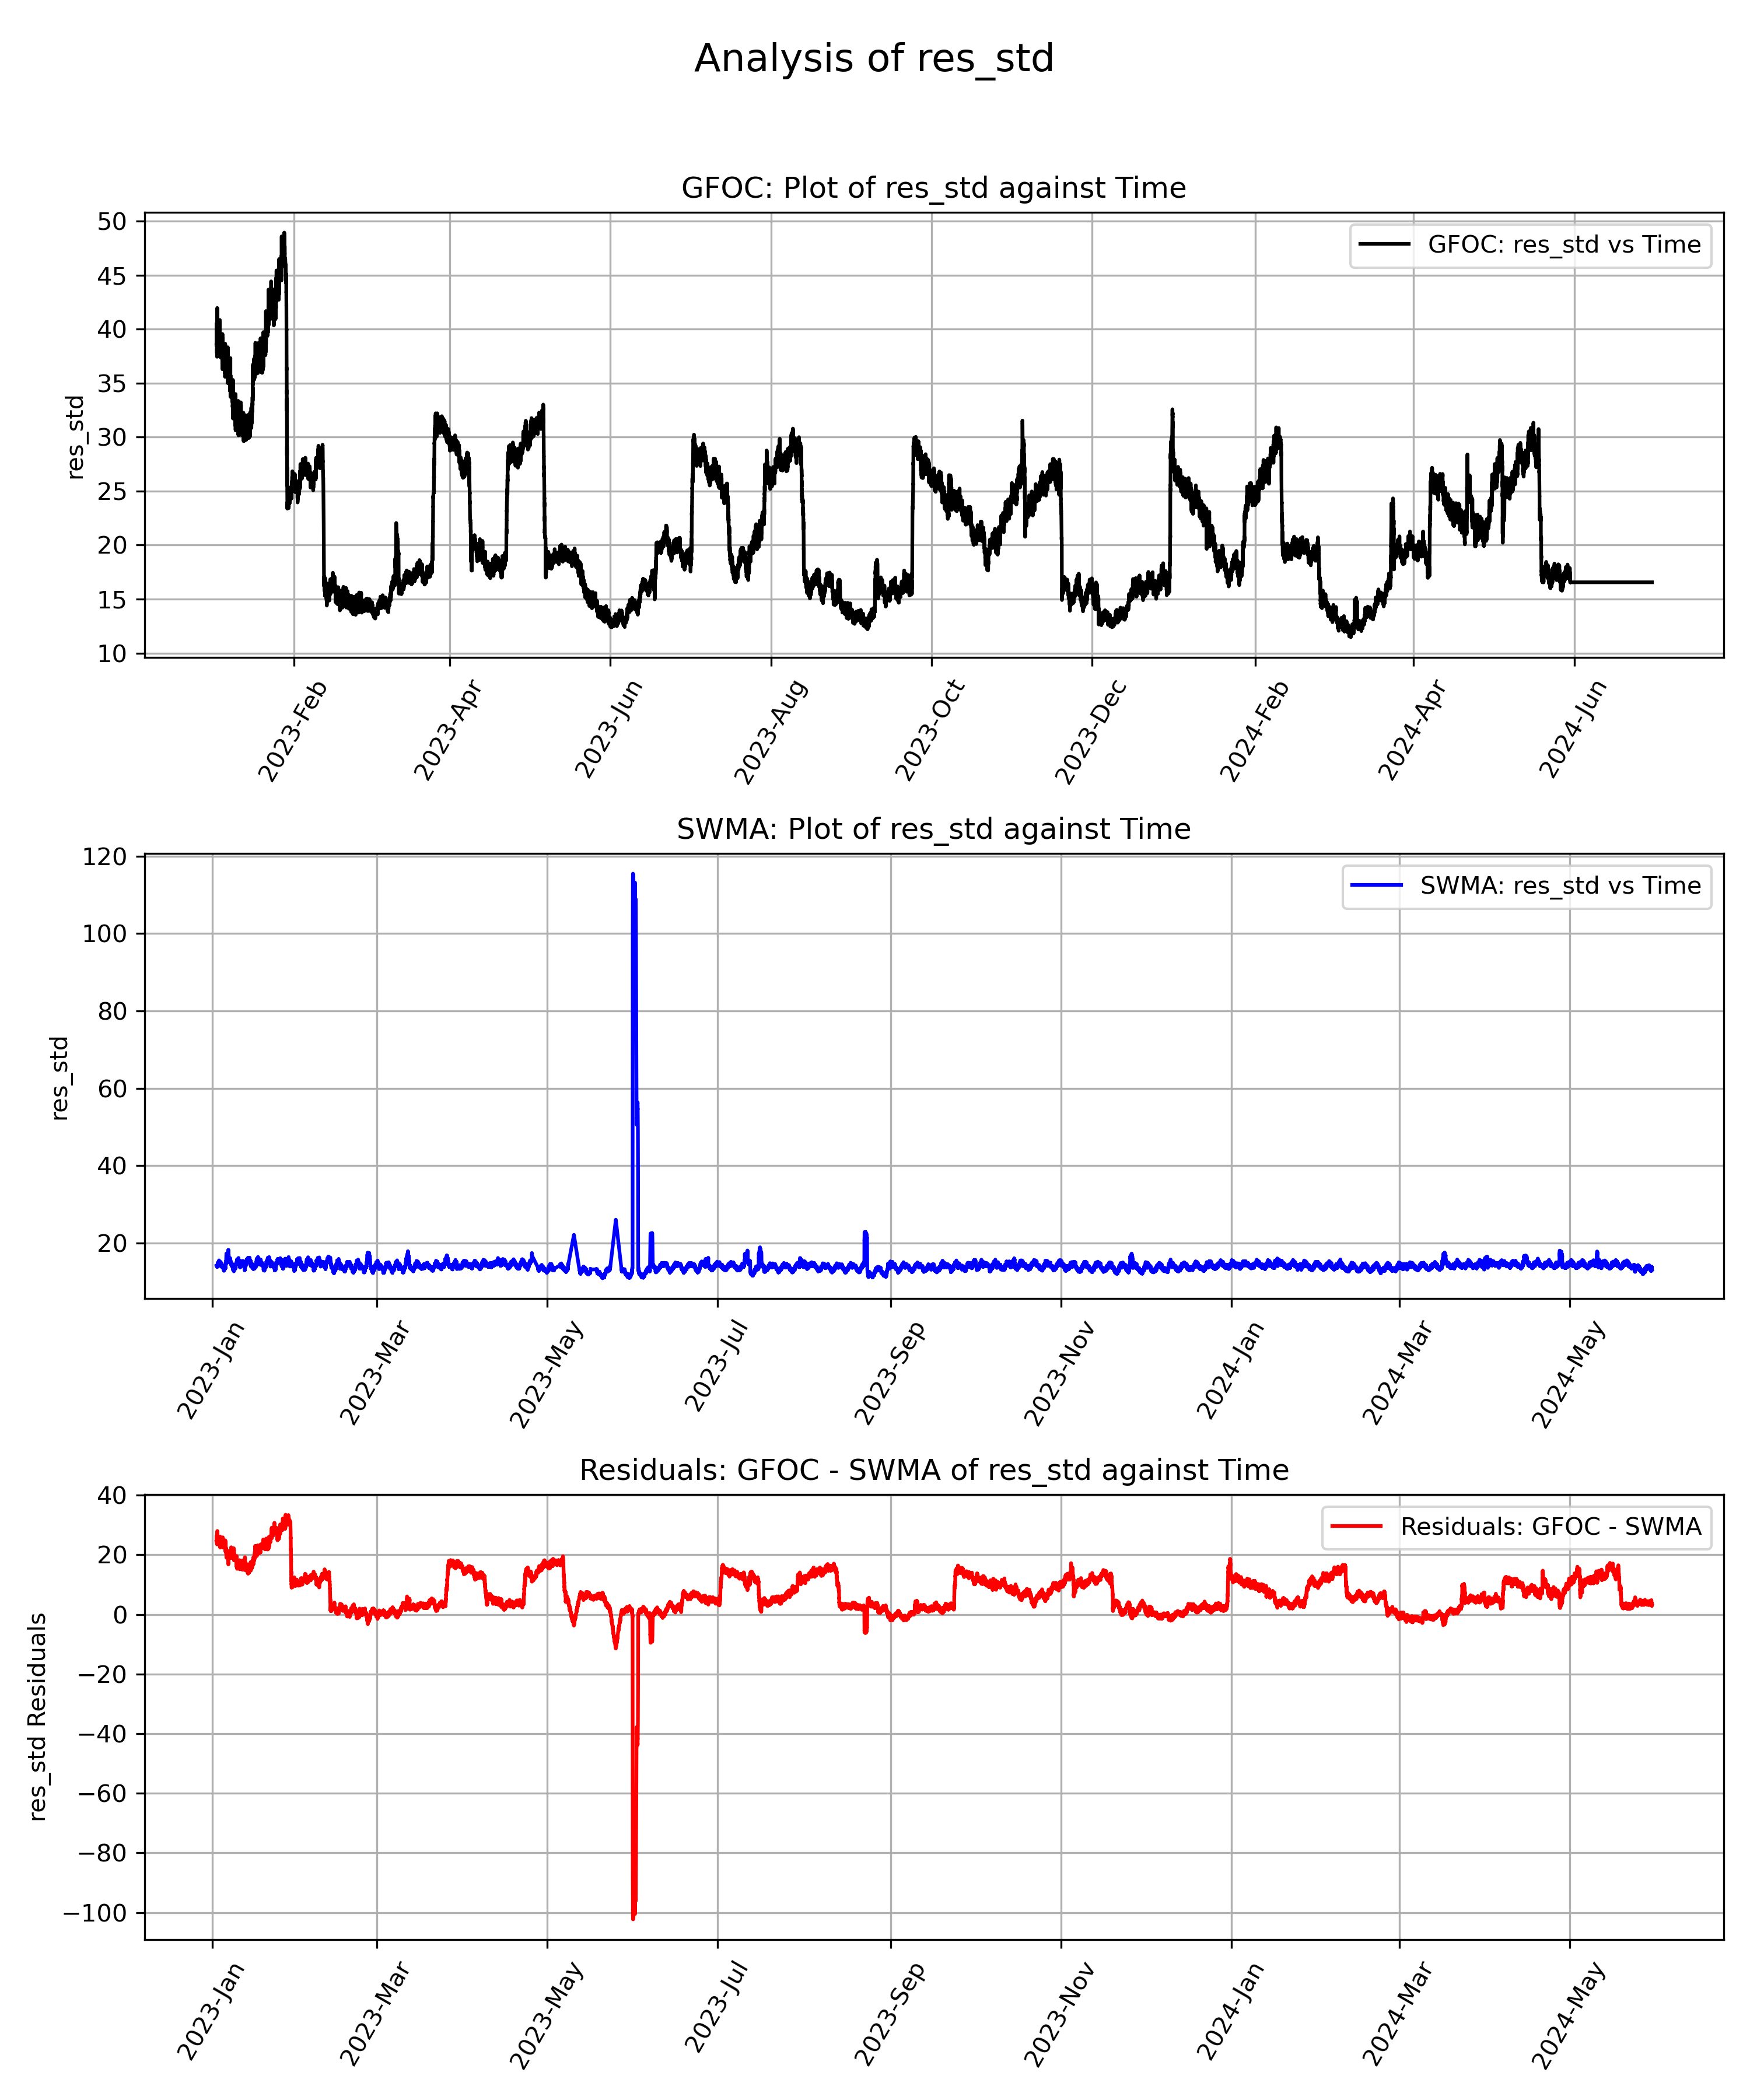 Analysis of res_std
GFOC: Plot of res_std against Time
GFOC: res_std vs Time
res_std
50
45
40
35
30
25
20
15
10
2023-Feb
2023-Apr
2023-Jun
2023-Aug
2023-Oct
2023-Dec
2024-Feb
2024-Apr
2024-Jun
SWMA: Plot of res_std against Time
SWMA: res_std vs Time
res_std
120
100
80
60
40
20
2023-Jan
2023-Mar
2023-May
2023-Jul
2023-Sep
2023-Nov
2024-Jan
2024-Mar
2024-May
Residuals: GFOC - SWMA of res_std against Time
Residuals: GFOC - SWMA
res_std Residuals
40
20
0
−20
−40
−60
−80
−100
2023-Jan
2023-Mar
2023-May
2023-Jul
2023-Sep
2023-Nov
2024-Jan
2024-Mar
2024-May